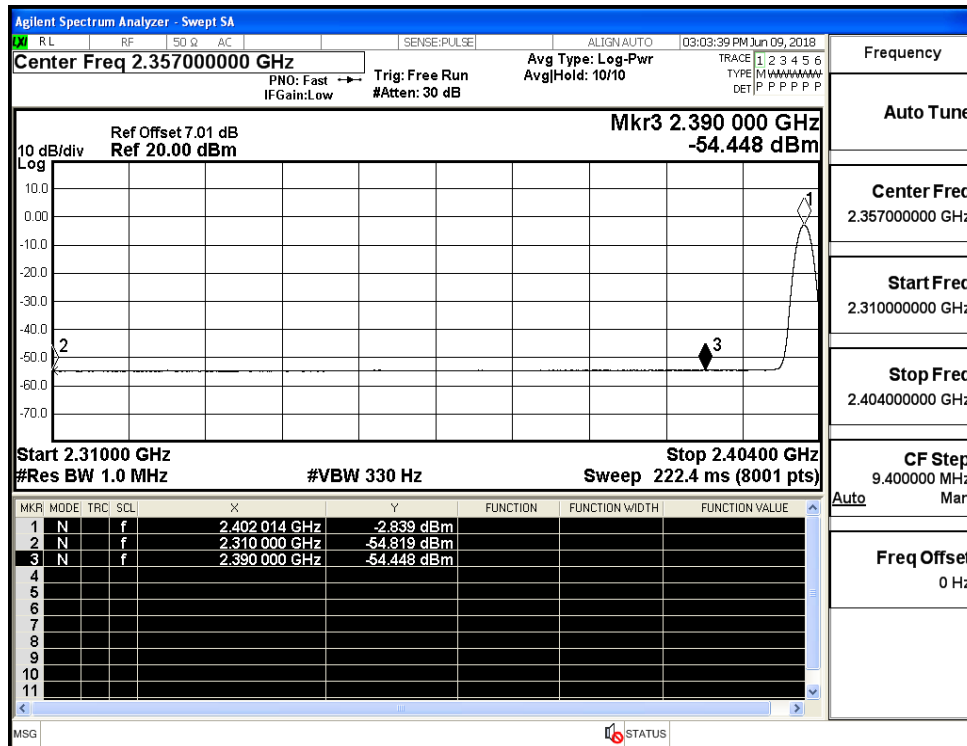 Agilent Spectrum Analyzer - Swept SA
LXI RL RF 50 Ω AC SENSE:PULSE ALIGN AUTO 03:03:39 PM Jun 09, 2018
Center Freq 2.357000000 GHz
PNO: Fast
IFGain:Low
Trig: Free Run
#Atten: 30 dB
Avg Type: Log-Pwr
Avg|Hold: 10/10
TRACE 1 2 3 4 5 6
TYPE M W W W W W
DET P P P P P P
Mkr3 2.390 000 GHz
-54.448 dBm
Ref Offset 7.01 dB
10 dB/div Ref 20.00 dBm
Log
10.0
0.00
-10.0
-20.0
-30.0
-40.0
-50.0
-60.0
-70.0
1
2
3
Start 2.31000 GHz Stop 2.40400 GHz
#Res BW 1.0 MHz #VBW 330 Hz Sweep 222.4 ms (8001 pts)
MKR MODE TRC SCL X Y FUNCTION FUNCTION WIDTH FUNCTION VALUE
1 N f 2.402 014 GHz -2.839 dBm
2 N f 2.310 000 GHz -54.819 dBm
3 N f 2.390 000 GHz -54.448 dBm
4
5
6
7
8
9
10
11
MSG STATUS
Frequency
Auto Tune
Center Freq
2.357000000 GHz
Start Freq
2.310000000 GHz
Stop Freq
2.404000000 GHz
CF Step
9.400000 MHz
Auto Man
Freq Offset
0 Hz